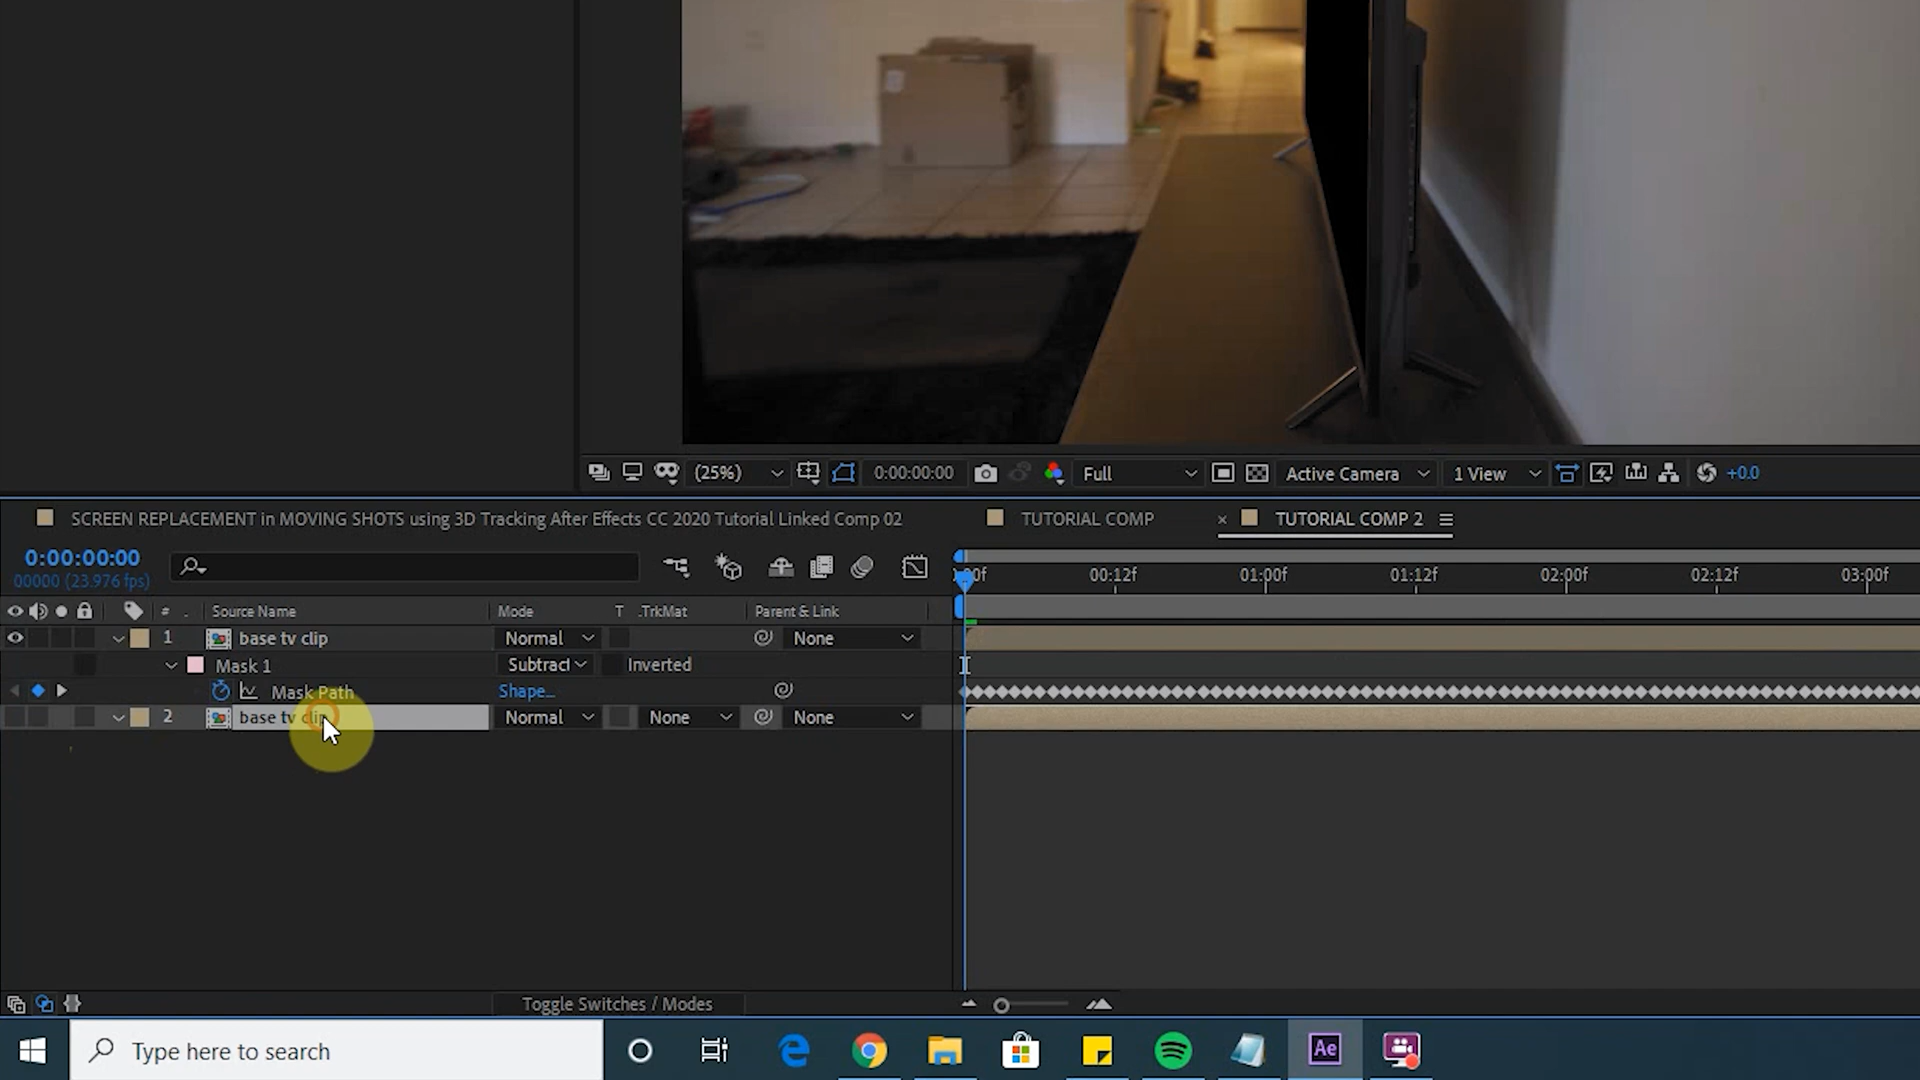 (25%) 0:00:00:00 Full Active Camera 1 View +0.0
SCREEN REPLACEMENT in MOVING SHOTS using 3D Tracking After Effects CC 2020 Tutorial Linked Comp 02 TUTORIAL COMP × TUTORIAL COMP 2
0:00:00:00
00000 (23.976 fps)
00f 00:12f 01:00f 01:12f 02:00f 02:12f 03:00f
# . Source Name Mode T .TrkMat Parent & Link
1 base tv clip Normal None
Mask 1 Subtract Inverted
Mask Path Shape...
2 base tv clip Normal None None
Toggle Switches / Modes
Type here to search
Ae